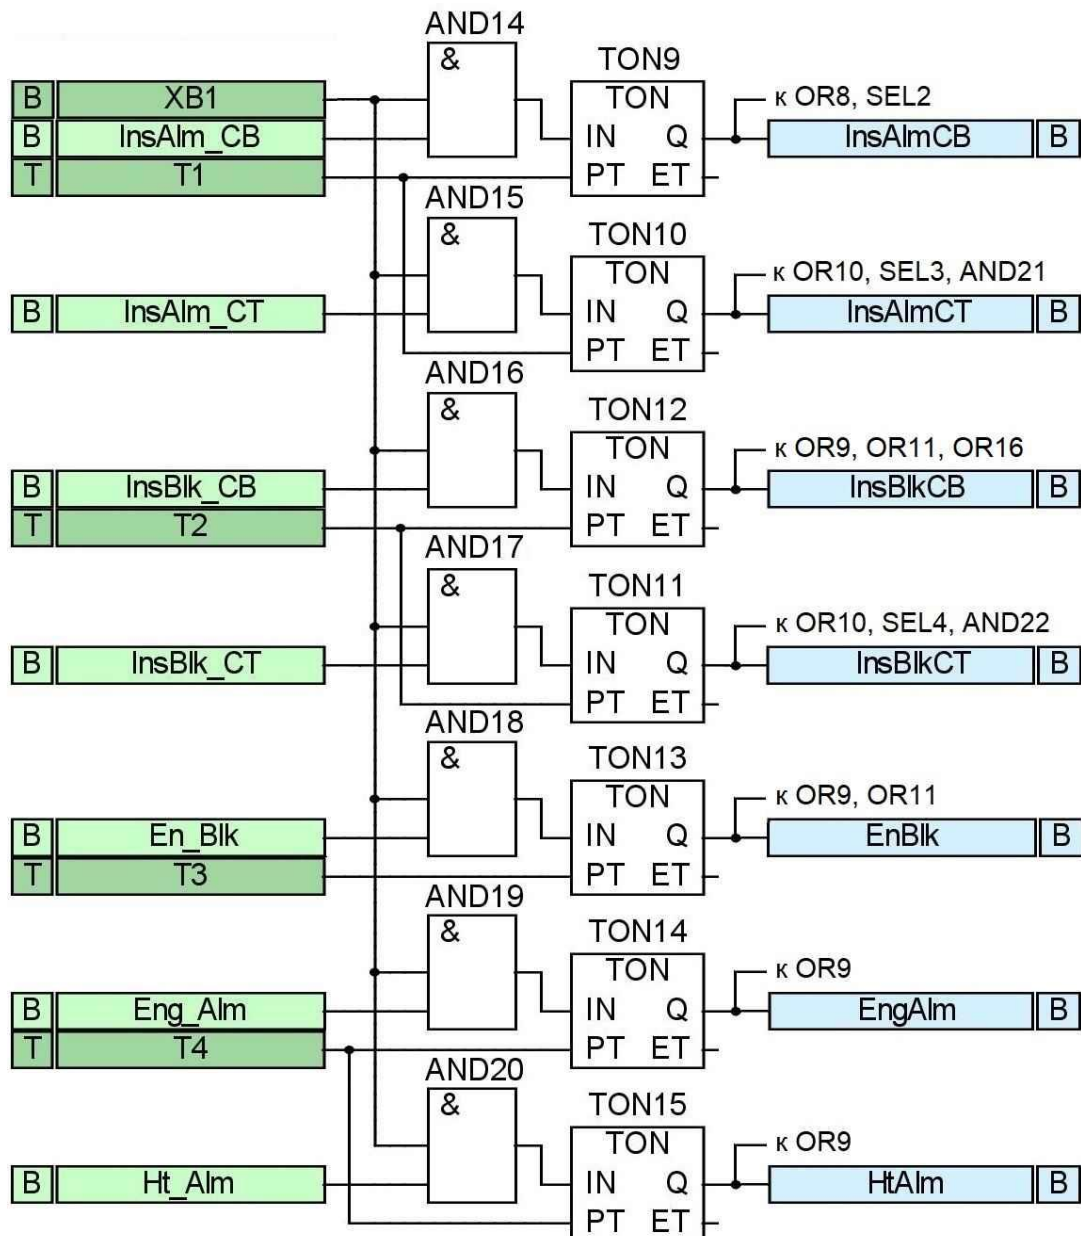 AND14
&
TON9
B XB1 TON к OR8, SEL2
B InsAlm_CB IN Q InsAlmCB B
T T1 PT ET
AND15
&
TON10
TON к OR10, SEL3, AND21
B InsAlm_CT IN Q InsAlmCT B
PT ET
AND16
&
TON12
TON к OR9, OR11, OR16
B InsBlk_CB IN Q InsBlkCB B
T T2 PT ET
AND17
&
TON11
TON к OR10, SEL4, AND22
B InsBlk_CT IN Q InsBlkCT B
PT ET
AND18
&
TON13
TON к OR9, OR11
B En_Blk IN Q EnBlk B
T T3 PT ET
AND19
&
TON14
TON к OR9
B Eng_Alm IN Q EngAlm B
T T4 PT ET
AND20
&
TON15
TON к OR9
B Ht_Alm IN Q HtAlm B
PT ET